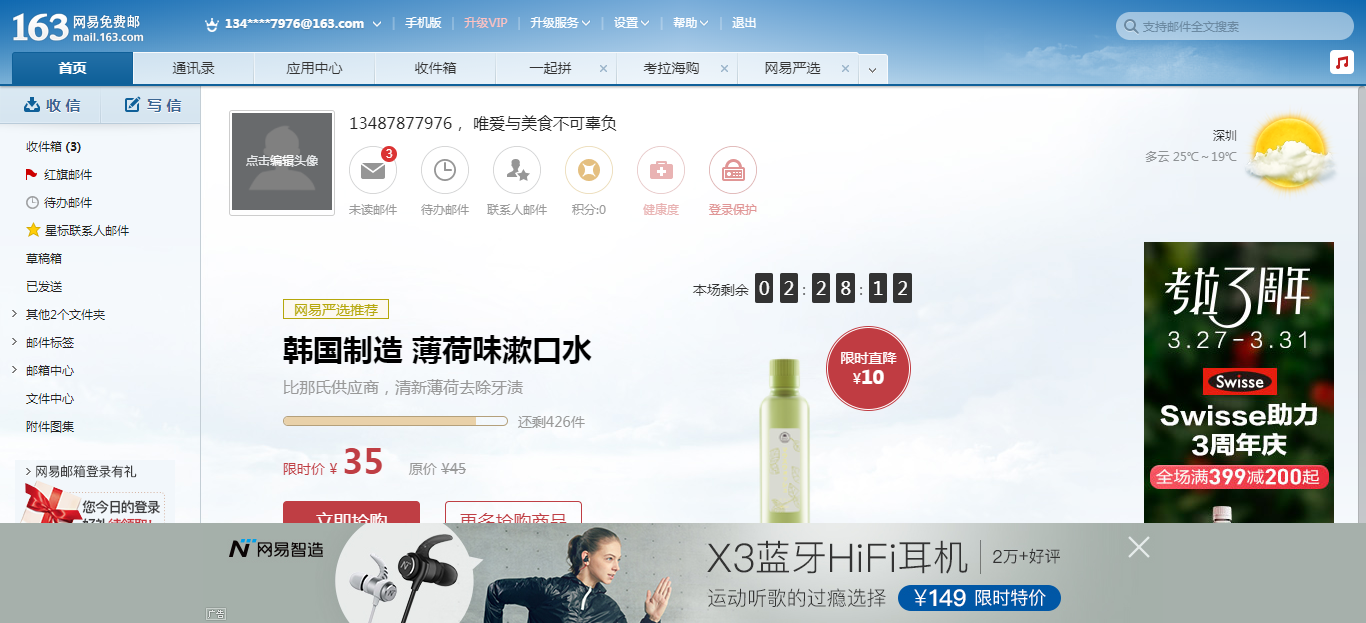 163 网易免费邮
mail.163.com
134****7976@163.com
手机版
升级VIP
升级服务
设置
帮助
退出
支持邮件全文搜索
首页
通讯录
应用中心
收件箱
一起拼
考拉海购
网易严选
收 信
写 信
收件箱 (3)
红旗邮件
待办邮件
星标联系人邮件
草稿箱
已发送
其他2个文件夹
邮件标签
邮箱中心
文件中心
附件图集
网易邮箱登录有礼
您今日的登录
点击编辑头像
13487877976 ，唯爱与美食不可辜负
3
未读邮件
待办邮件
联系人邮件
积分:0
健康度
登录保护
深圳
多云 25℃~19℃
本场剩余 02:28:12
网易严选推荐
韩国制造 薄荷味漱口水
比那氏供应商，清新薄荷去除牙渍
还剩426件
限时价 ¥ 35
原价 ¥45
立即抢购
更多抢购商品
限时直降
¥10
考拉3周年
3.27-3.31
Swisse
Swisse助力
3周年庆
全场满399减200起
网易智造
X3蓝牙HiFi耳机
2万+好评
运动听歌的过瘾选择
¥149 限时特价
广告